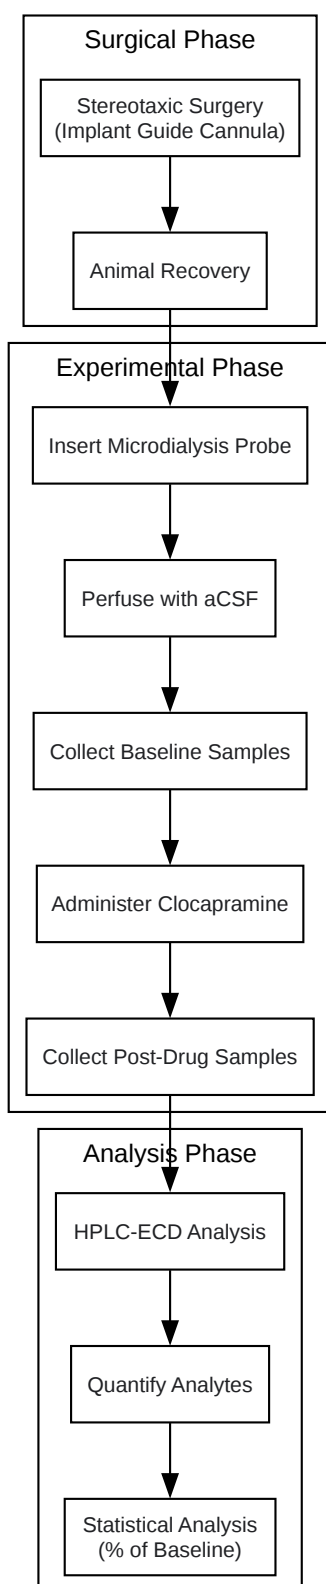 Surgical Phase
Stereotaxic Surgery
(Implant Guide Cannula)
Animal Recovery
Experimental Phase
Insert Microdialysis Probe
Perfuse with aCSF
Collect Baseline Samples
Administer Clocapramine
Collect Post-Drug Samples
Analysis Phase
HPLC-ECD Analysis
Quantify Analytes
Statistical Analysis
(% of Baseline)